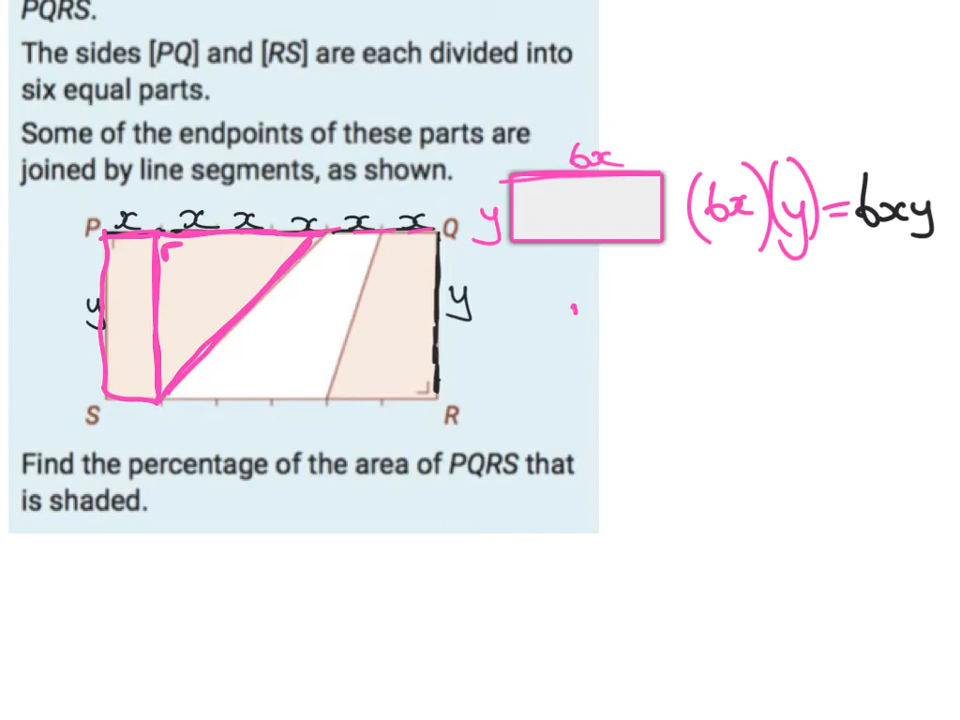 PQRS.
The sides [PQ] and [RS] are each divided into
six equal parts.
Some of the endpoints of these parts are
joined by line segments, as shown.
6x
y (6x)(y)=6xy
P x x x x x x Q
y y
S R
Find the percentage of the area of PQRS that
is shaded.